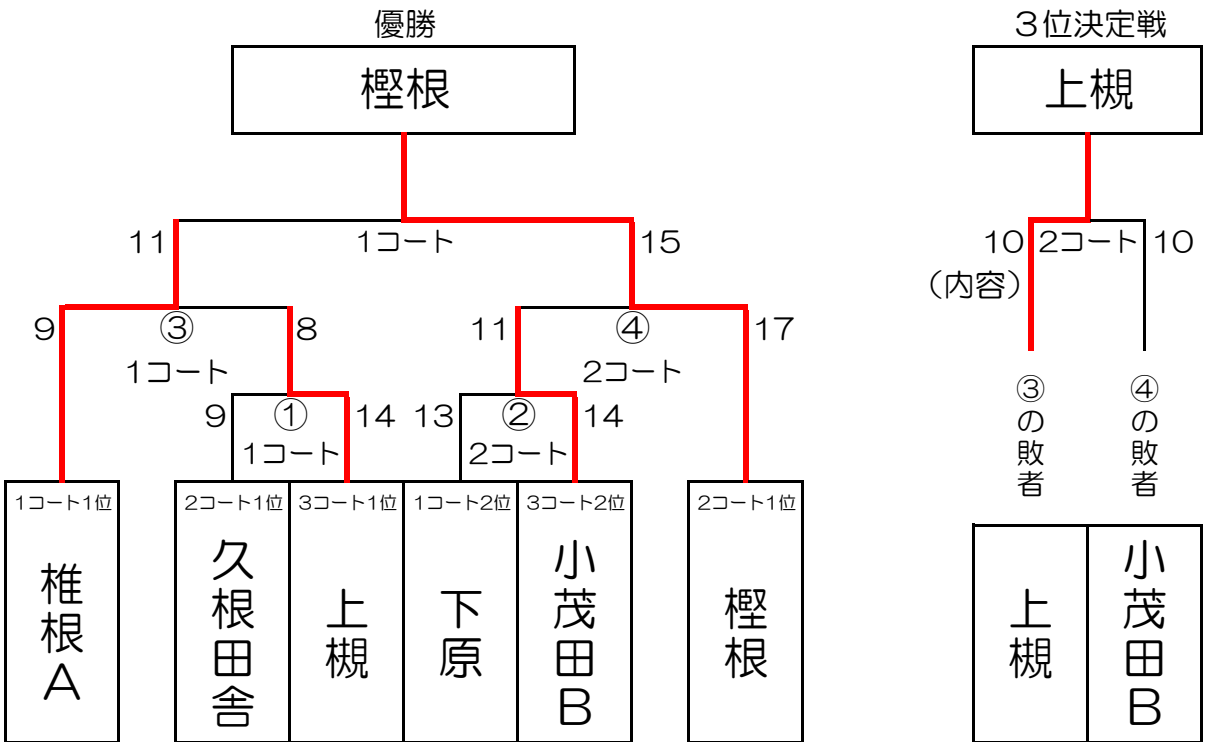 優勝
３位決定戦
樫根
上槻
11
1コート
15
10
2コート
10
（内容）
9
③
8
11
④
17
1コート
2コート
9
①
14
13
②
14
1コート
2コート
③の敗者
④の敗者
1コート1位
2コート1位
3コート1位
1コート2位
3コート2位
2コート1位
椎根A
久根田舎
上槻
下原
小茂田B
樫根
上槻
小茂田B